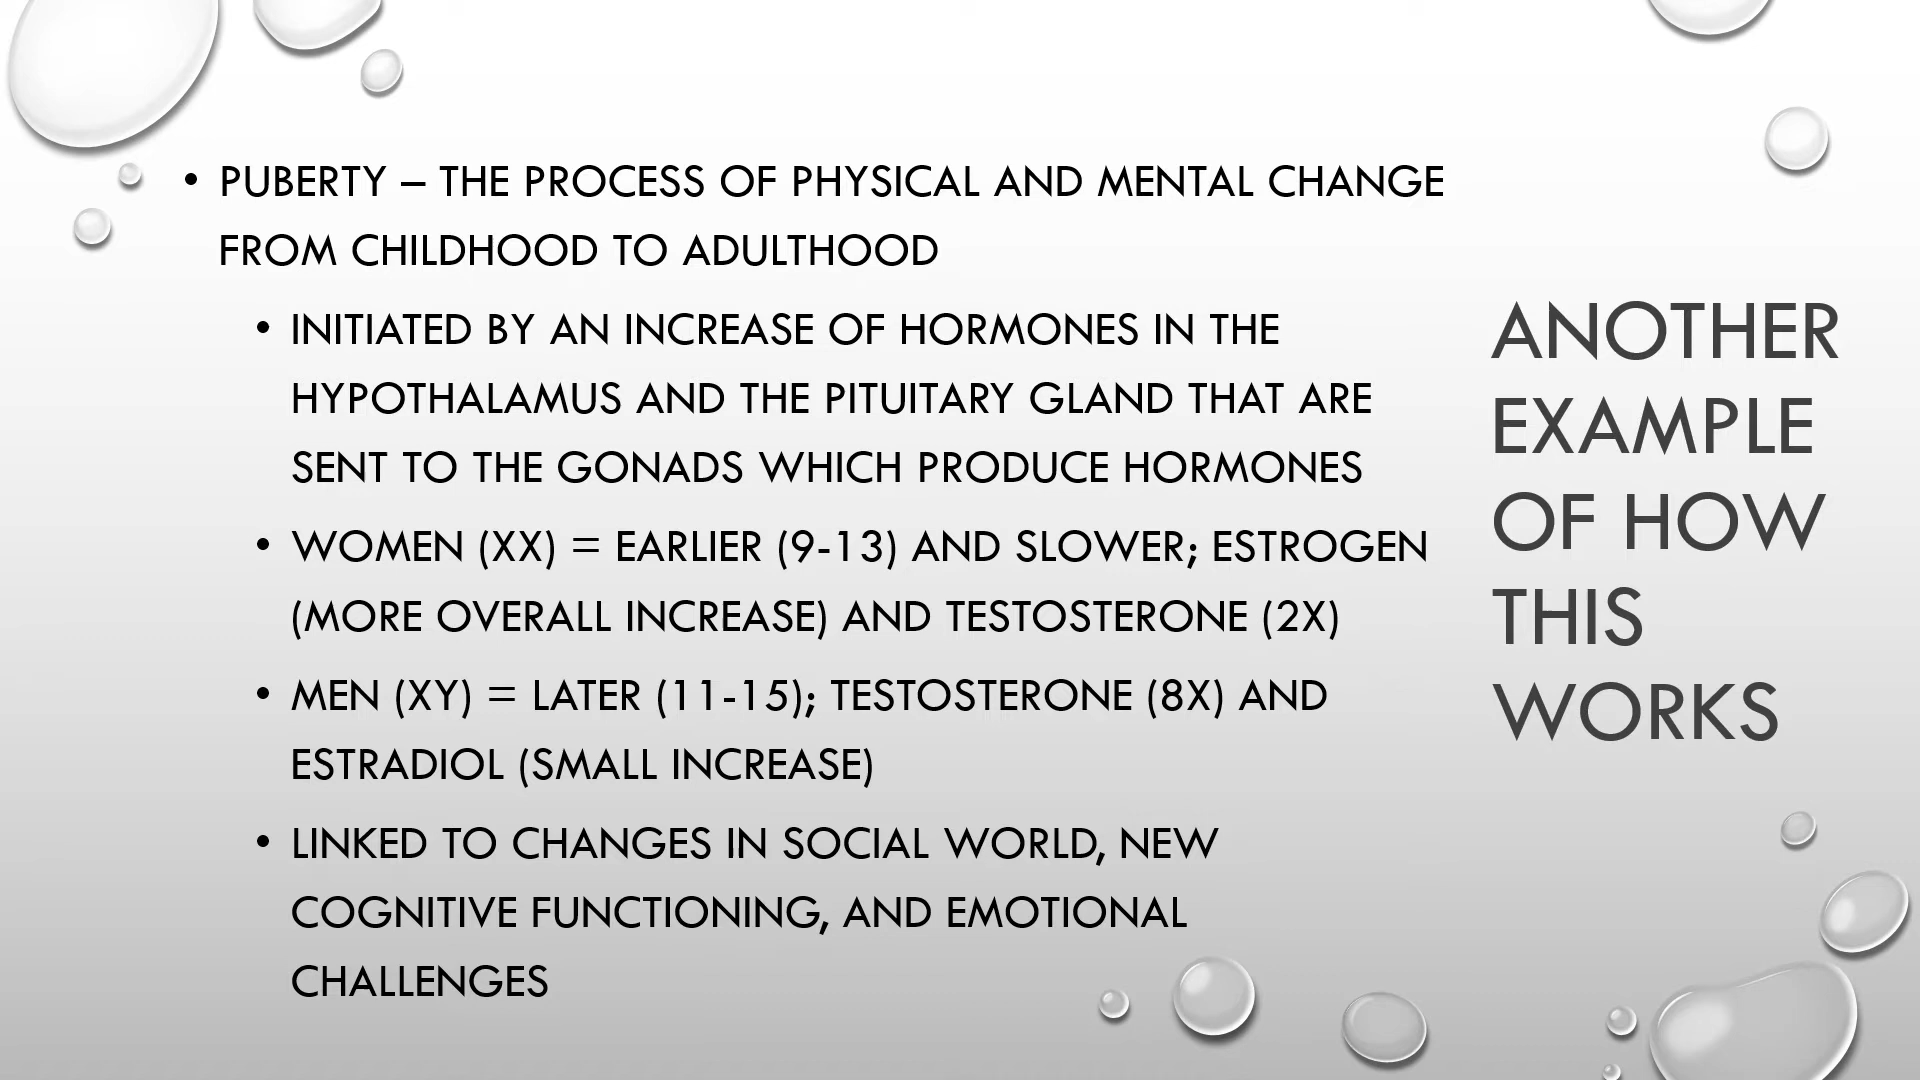 • PUBERTY – THE PROCESS OF PHYSICAL AND MENTAL CHANGE
FROM CHILDHOOD TO ADULTHOOD
• INITIATED BY AN INCREASE OF HORMONES IN THE
HYPOTHALAMUS AND THE PITUITARY GLAND THAT ARE
SENT TO THE GONADS WHICH PRODUCE HORMONES
• WOMEN (XX) = EARLIER (9-13) AND SLOWER; ESTROGEN
(MORE OVERALL INCREASE) AND TESTOSTERONE (2X)
• MEN (XY) = LATER (11-15); TESTOSTERONE (8X) AND
ESTRADIOL (SMALL INCREASE)
• LINKED TO CHANGES IN SOCIAL WORLD, NEW
COGNITIVE FUNCTIONING, AND EMOTIONAL
CHALLENGES
ANOTHER
EXAMPLE
OF HOW
THIS
WORKS